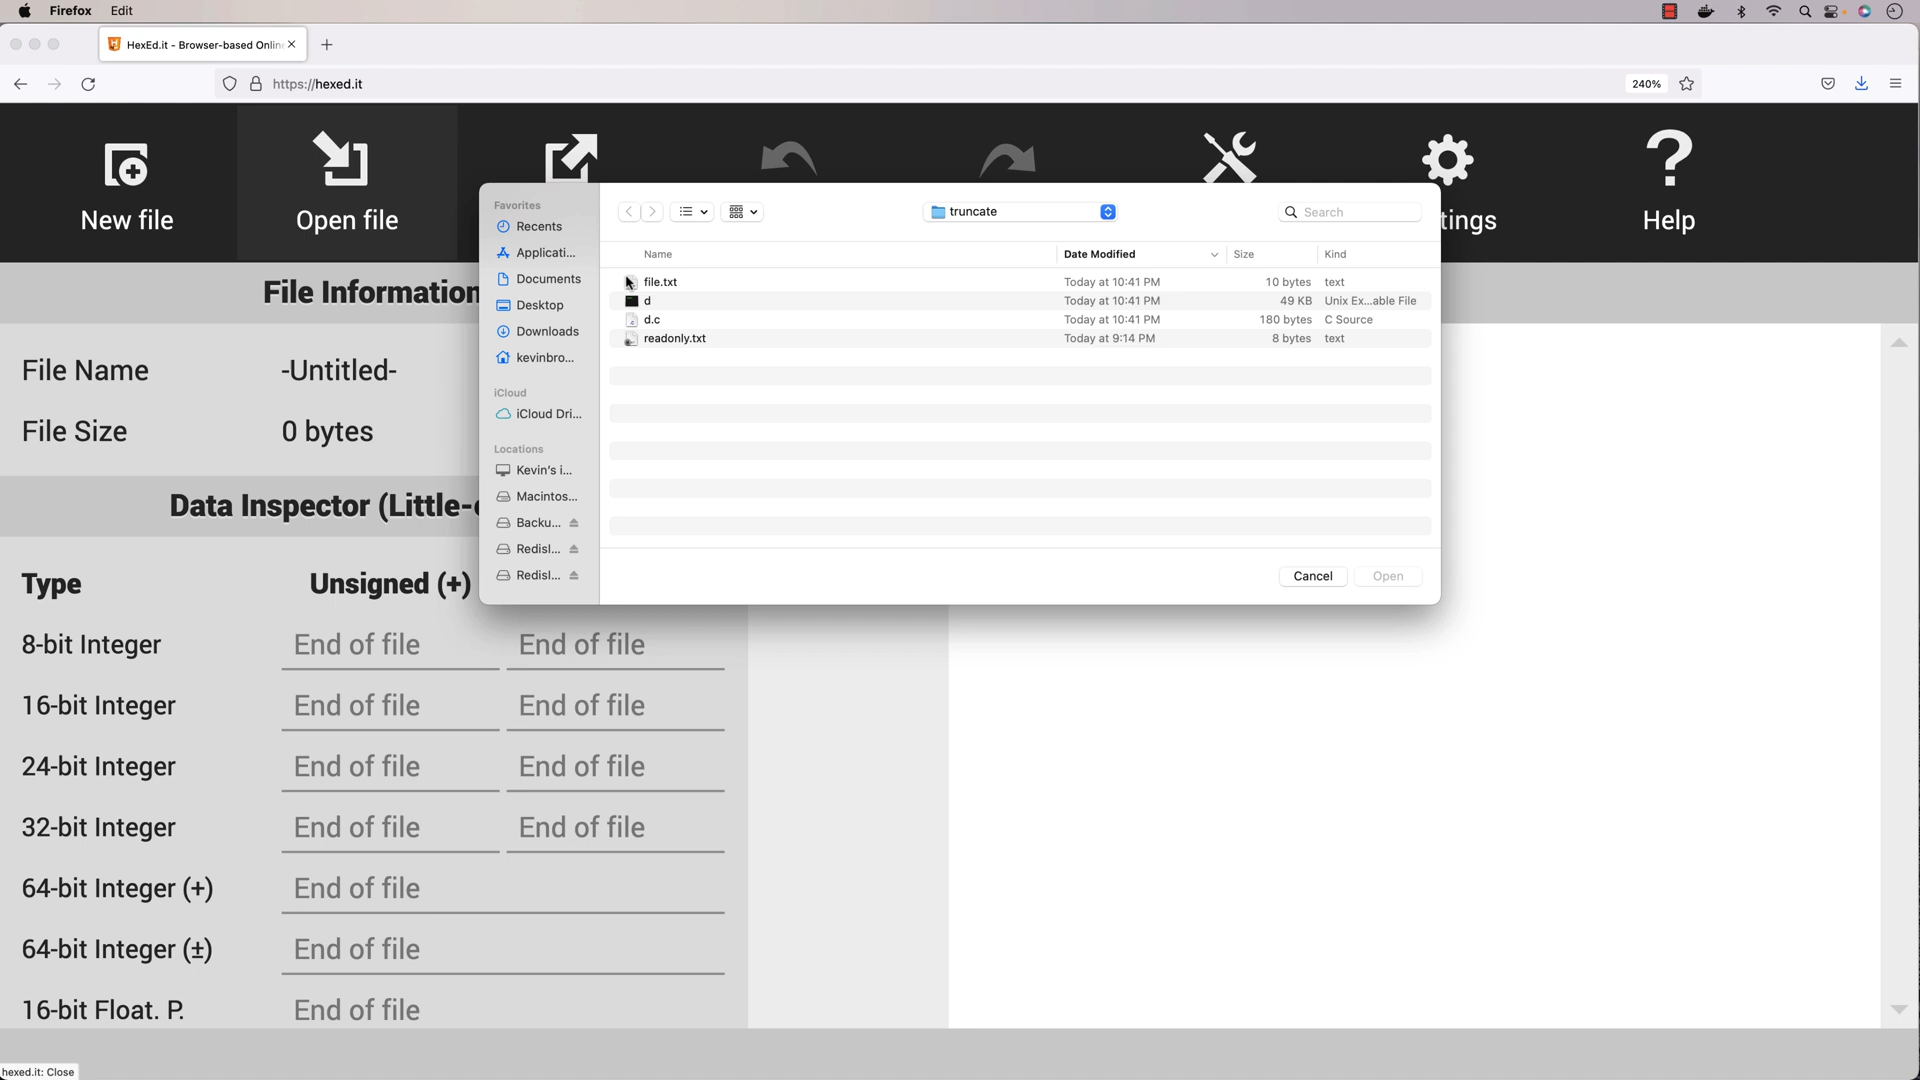 Firefox Edit
HexEd.it - Browser-based Onlin
https://hexed.it
240%
New file
Open file
tings
Help
File Information
File Name
-Untitled-
File Size
0 bytes
Data Inspector (Little-e
Type
Unsigned (+)
8-bit Integer
End of file
End of file
16-bit Integer
End of file
End of file
24-bit Integer
End of file
End of file
32-bit Integer
End of file
End of file
64-bit Integer (+)
End of file
64-bit Integer (±)
End of file
16-bit Float. P.
End of file
hexed.it: Close
Favorites
Recents
Applicati...
Documents
Desktop
Downloads
kevinbro...
iCloud
iCloud Dri...
Locations
Kevin's i...
Macintos...
Backu...
Redisl...
Redisl...
truncate
Search
Name Date Modified Size Kind
file.txt Today at 10:41 PM 10 bytes text
d Today at 10:41 PM 49 KB Unix Ex...able File
d.c Today at 10:41 PM 180 bytes C Source
readonly.txt Today at 9:14 PM 8 bytes text
Cancel
Open